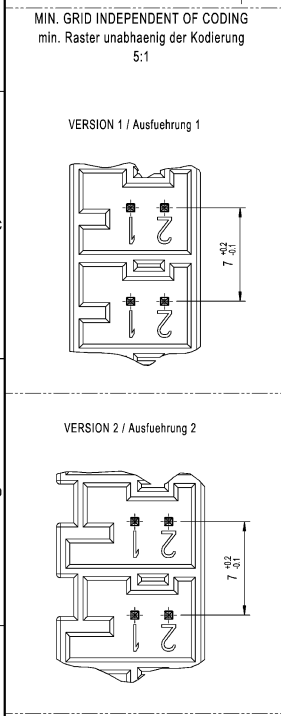 MIN. GRID INDEPENDENT OF CODING
min. Raster unabhaenig der Kodierung
5:1
VERSION 1 / Ausfuehrung 1
1 2
7 +0.2 -0.1
1 2
VERSION 2 / Ausfuehrung 2
1 2
7 +0.2 -0.1
1 2